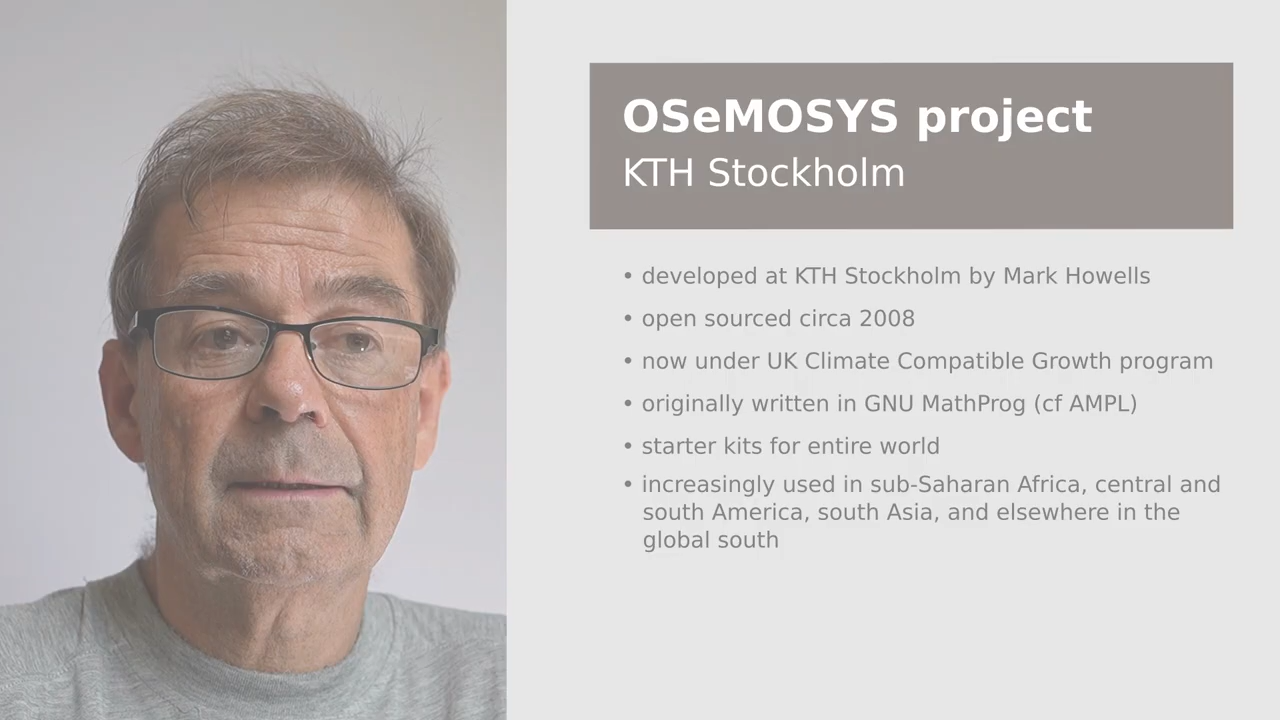 OSeMOSYS project
KTH Stockholm
• developed at KTH Stockholm by Mark Howells
• open sourced circa 2008
• now under UK Climate Compatible Growth program
• originally written in GNU MathProg (cf AMPL)
• starter kits for entire world
• increasingly used in sub-Saharan Africa, central and
south America, south Asia, and elsewhere in the
global south